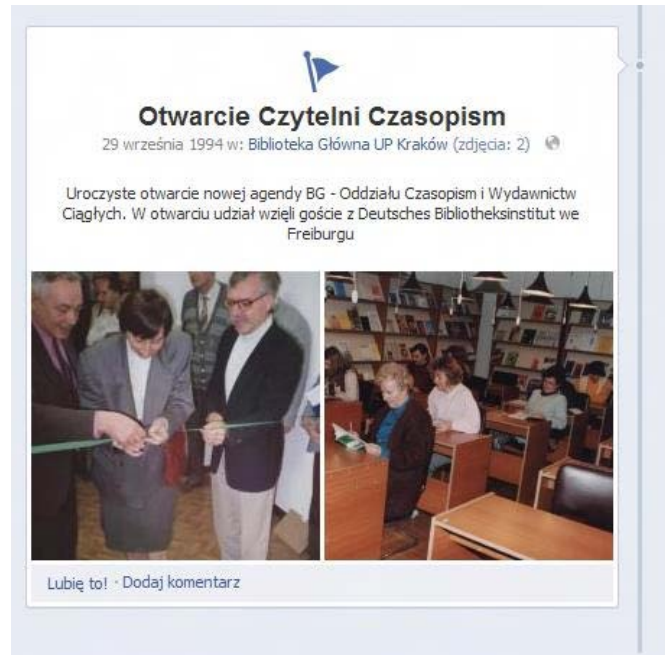 Otwarcie Czytelni Czasopism
29 września 1994 w: Biblioteka Główna UP Kraków (zdjęcia: 2)
Uroczyste otwarcie nowej agendy BG - Oddziału Czasopism i Wydawnictw
Ciągłych. W otwarciu udział wzięli goście z Deutsches Bibliotheksinstitut we
Freiburgu
Lubię to! · Dodaj komentarz